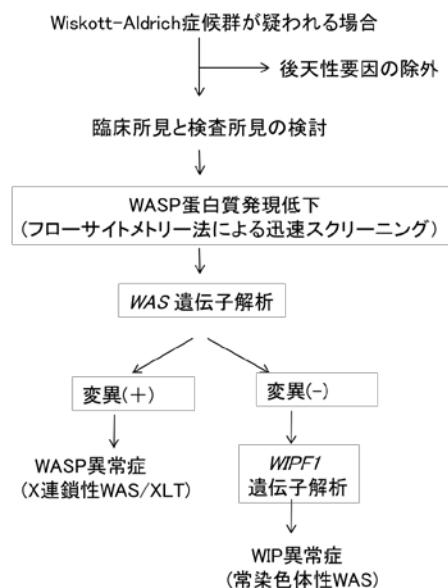 Wiskott-Aldrich症候群が疑われる場合
後天性要因の除外
臨床所見と検査所見の検討
WASP蛋白質発現低下
(フローサイトメトリー法による迅速スクリーニング)
WAS 遺伝子解析
変異(+)
変異(-)
WASP異常症
(X連鎖性WAS/XLT)
WIPF1
遺伝子解析
WIP異常症
(常染色体性WAS)